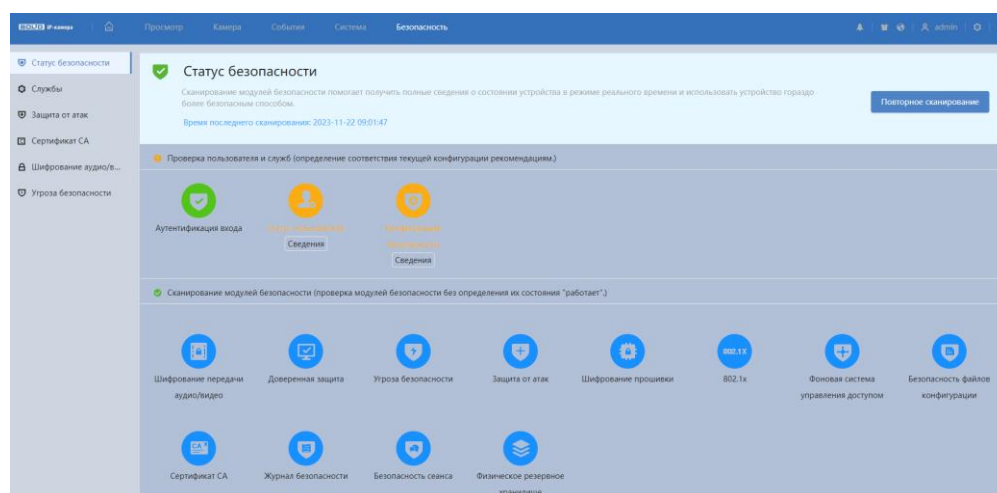 IP-камера
Просмотр
Камера
События
Система
Безопасность
admin
Статус безопасности
Службы
Защита от атак
Сертификат CA
Шифрование аудио/в...
Угроза безопасности
Статус безопасности
Сканирование модулей безопасности помогает получить полные сведения о состоянии устройства в режиме реального времени и использовать устройство гораздо
более безопасным способом.
Время последнего сканирования: 2023-11-22 09:01:47
Повторное сканирование
Проверка пользователя и служб (определение соответствия текущей конфигурации рекомендациям.)
Аутентификация входа
Сведения
Сведения
Сканирование модулей безопасности (проверка модулей безопасности без определения их состояния "работает".)
802.1X
Шифрование передачи
аудио/видео
Доверенная защита
Угроза безопасности
Защита от атак
Шифрование прошивки
802.1x
Фоновая система
управления доступом
Безопасность файлов
конфигурации
CA
Сертификат CA
Журнал безопасности
Безопасность сеанса
Физическое резервное
хранилище